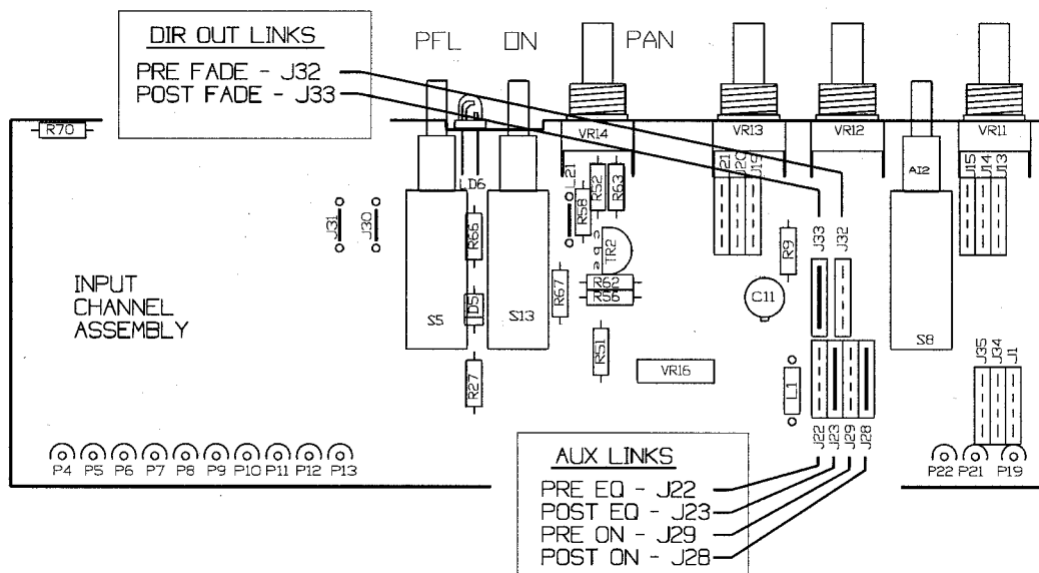 DIR OUT LINKS
PRE FADE - J32
POST FADE - J33
PFL
ON
PAN
R70
VR14
VR13
VR12
VR11
AI2
J20
J19
J15
J14
J13
LD6
L21
R52
R63
R58
J31
J30
R66
TR2
R9
J33
J32
INPUT
CHANNEL
ASSEMBLY
S5
D5
S13
R67
R62
R56
C11
S8
R51
R27
VR16
L1
J35
J34
J1
J22
J23
J29
J28
P4
P5
P6
P7
P8
P9
P10
P11
P12
P13
P22
P21
P19
AUX LINKS
PRE EQ - J22
POST EQ - J23
PRE ON - J29
POST ON - J28